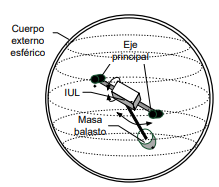 Cuerpo
externo
esférico
Eje
principal
IUL
Masa
balasto